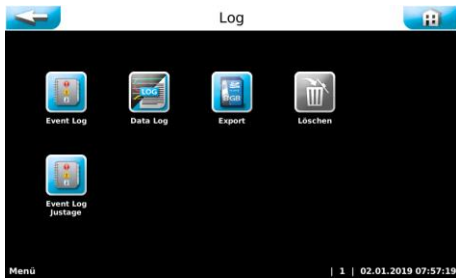 Log
Event Log
Data Log
Export
Löschen
Event Log
Justage
Menü
| 1 | 02.01.2019 07:57:19